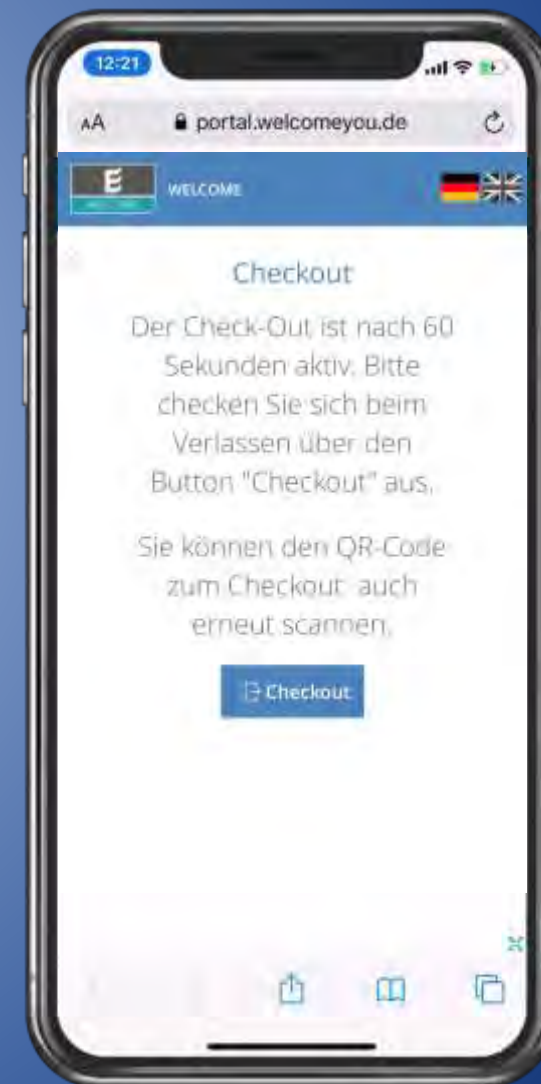 12:21
AA portal.welcomeyou.de
E WELCOME
Checkout
Der Check-Out ist nach 60
Sekunden aktiv. Bitte
checken Sie sich beim
Verlassen über den
Button "Checkout" aus.
Sie können den QR-Code
zum Checkout auch
erneut scannen.
Checkout